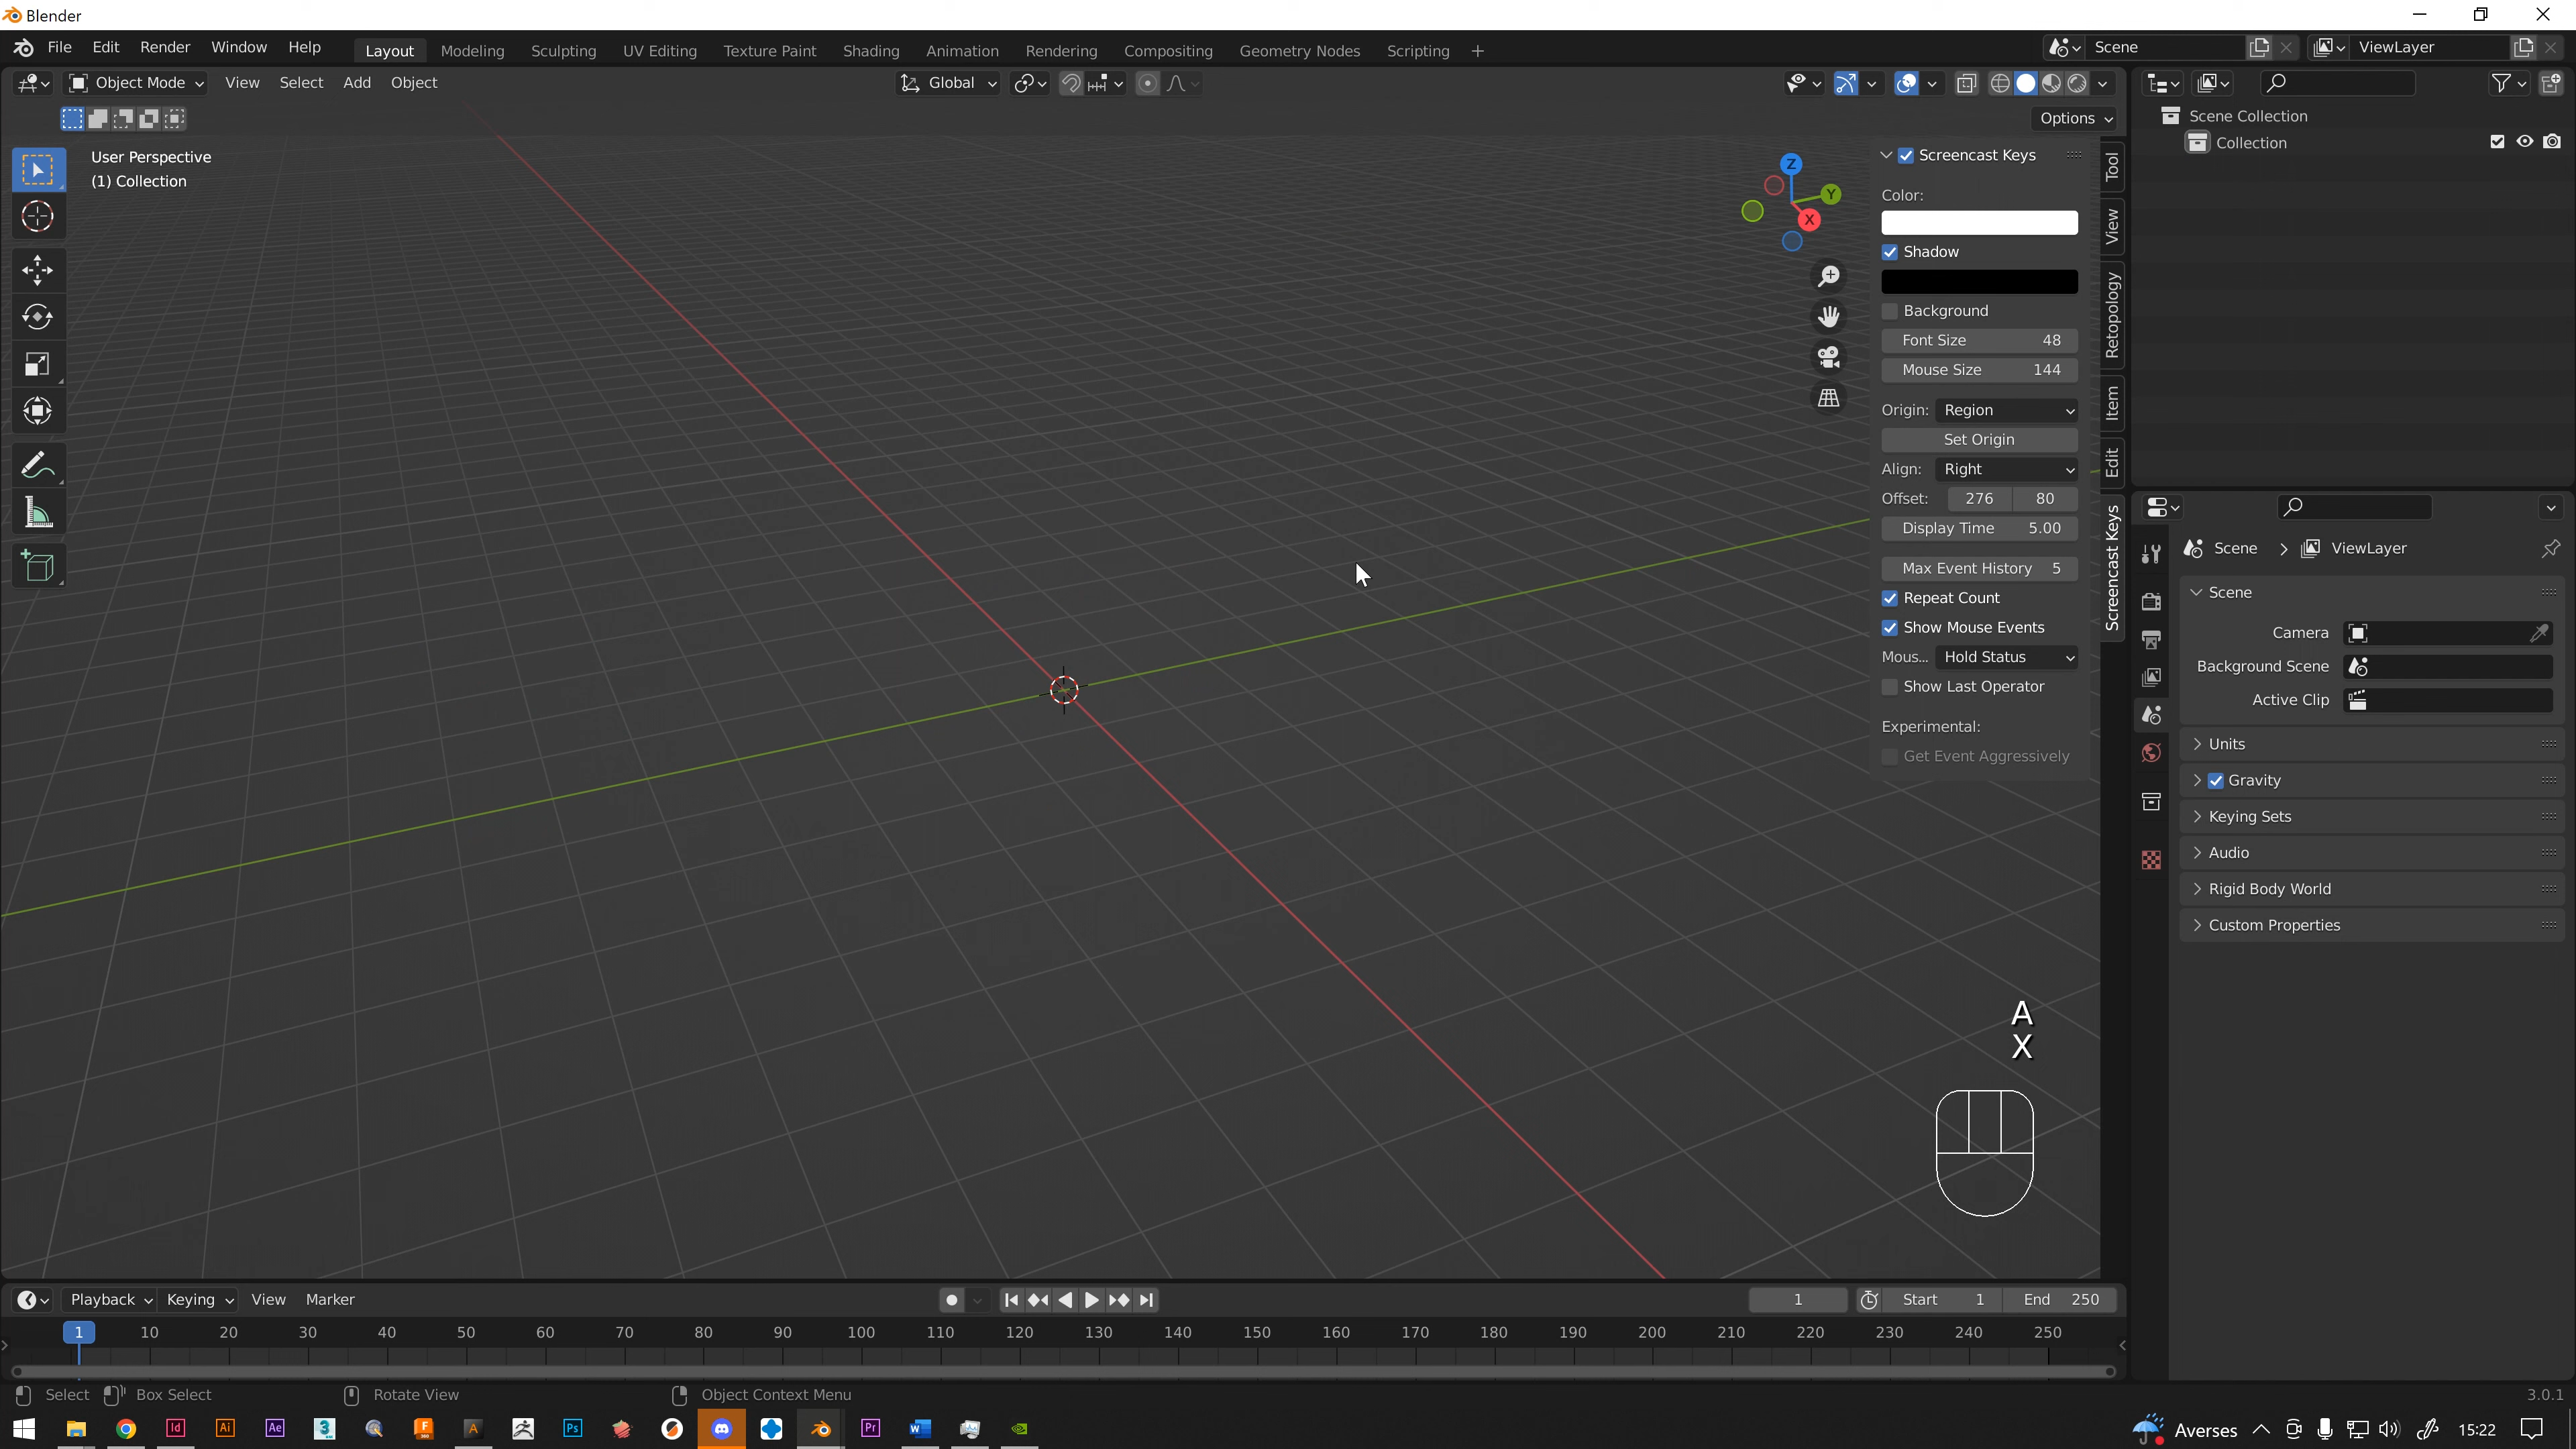 Blender
File Edit Render Window Help Layout Modeling Sculpting UV Editing Texture Paint Shading Animation Rendering Compositing Geometry Nodes Scripting + Scene ViewLayer
Object Mode View Select Add Object Global
Options
User Perspective
(1) Collection
Z
Y
X
Screencast Keys
Color:
Shadow
Background
Font Size 48
Mouse Size 144
Origin: Region
Set Origin
Align: Right
Offset: 276 80
Display Time 5.00
Max Event History 5
Repeat Count
Show Mouse Events
Mous... Hold Status
Show Last Operator
Experimental:
Get Event Aggressively
Tool
View
Retopology
Item
Edit
Screencast Keys
A
X
Scene Collection
Collection
Scene > ViewLayer
Scene
Camera
Background Scene
Active Clip
Units
Gravity
Keying Sets
Audio
Rigid Body World
Custom Properties
Playback Keying View Marker 1 Start 1 End 250
1 10 20 30 40 50 60 70 80 90 100 110 120 130 140 150 160 170 180 190 200 210 220 230 240 250
Select Box Select Rotate View Object Context Menu 3.0.1
Id Ai Ae 3 F A Ps Pr W Averses 15:22